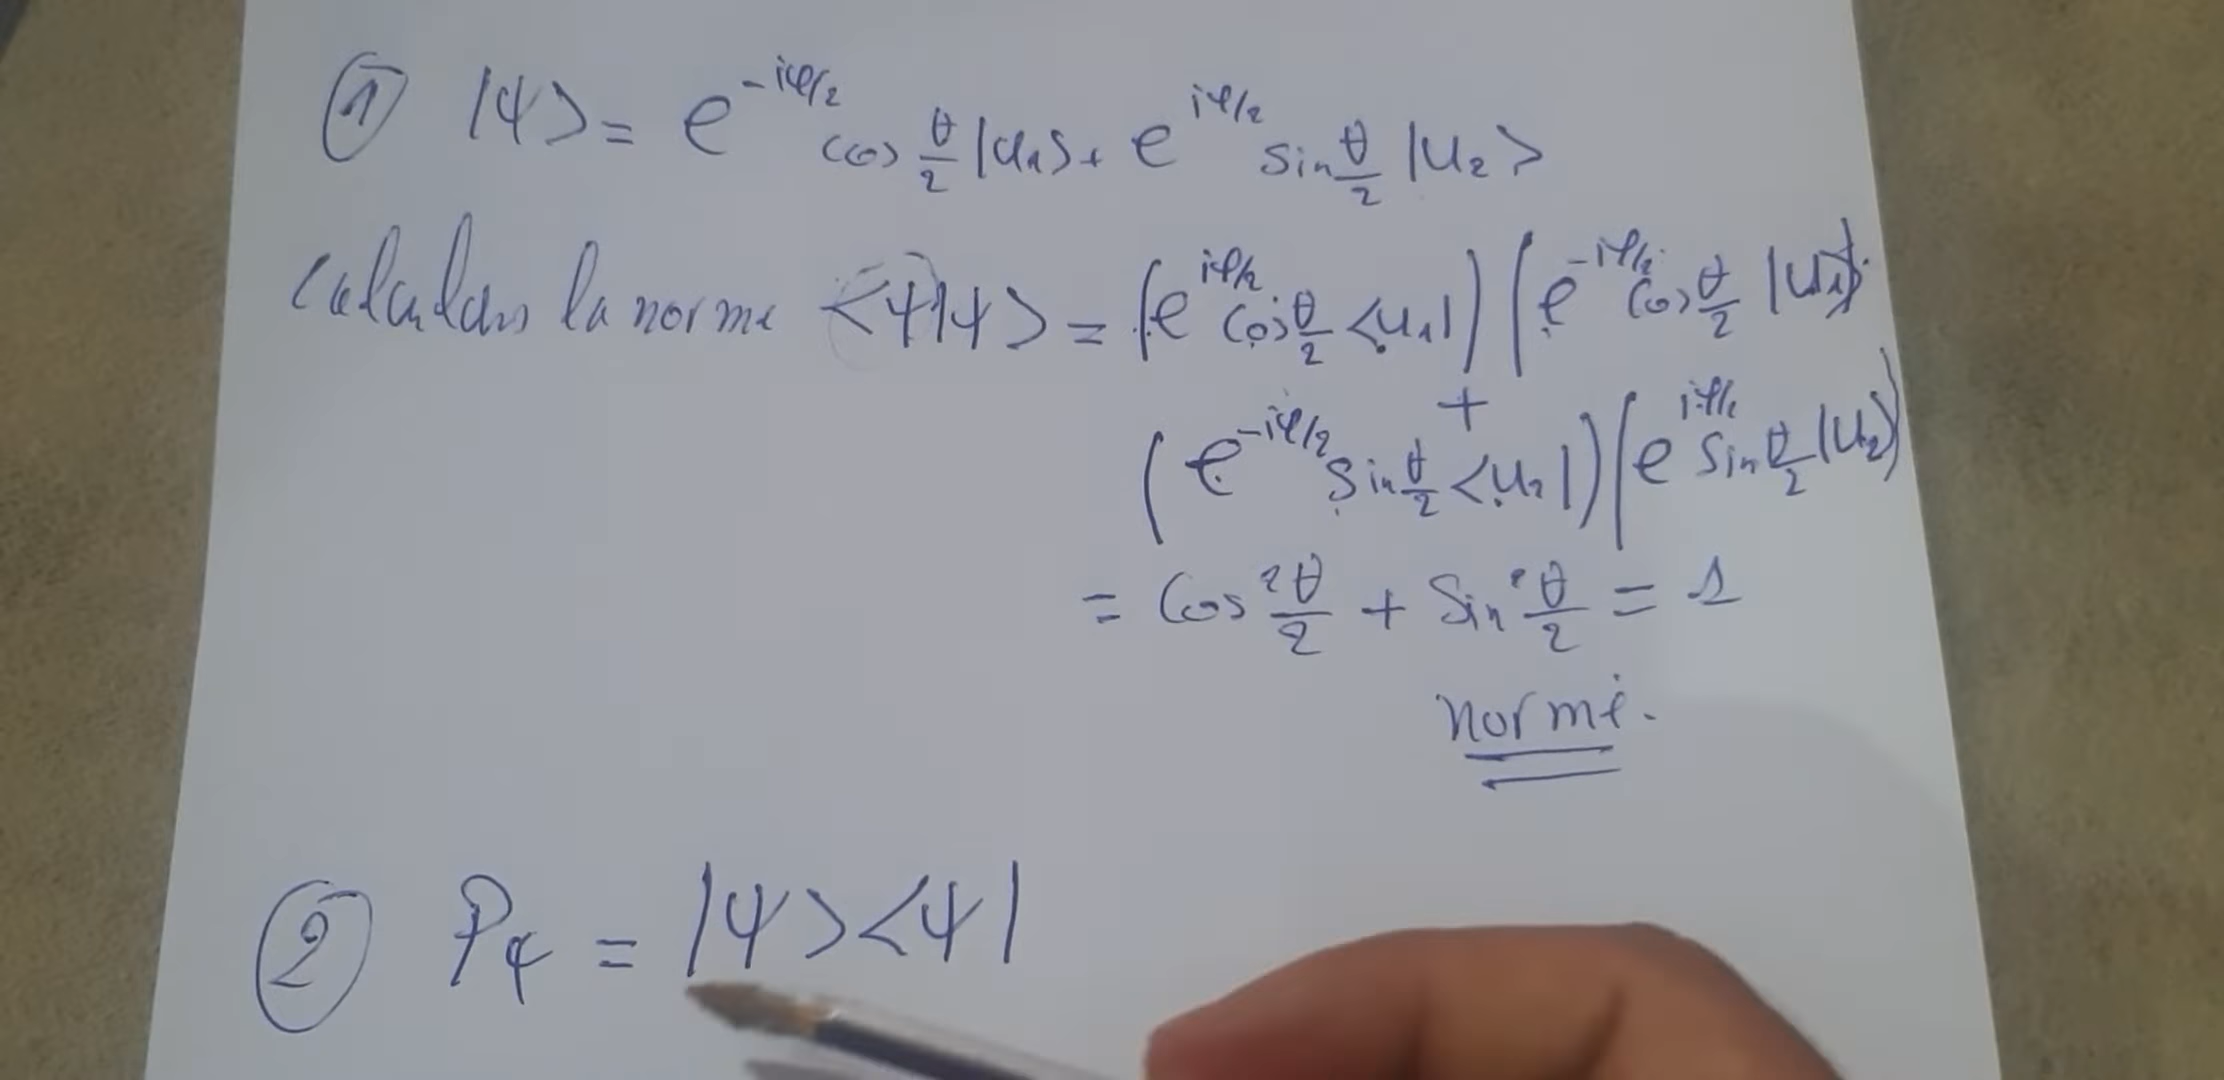 ① |ψ> = e^{-iφ/2} cos θ/2 |u₁> + e^{iφ/2} sin θ/2 |u₂>
calculons la norme <ψ|ψ> = (e^{iφ/2} cos θ/2 <u₁|) (e^{-iφ/2} cos θ/2 |u₁>)
+
(e^{-iφ/2} sin θ/2 <u₂|) (e^{iφ/2} sin θ/2 |u₂>)
= cos² θ/2 + sin² θ/2 = 1
normé.
② P_ψ = |ψ><ψ|